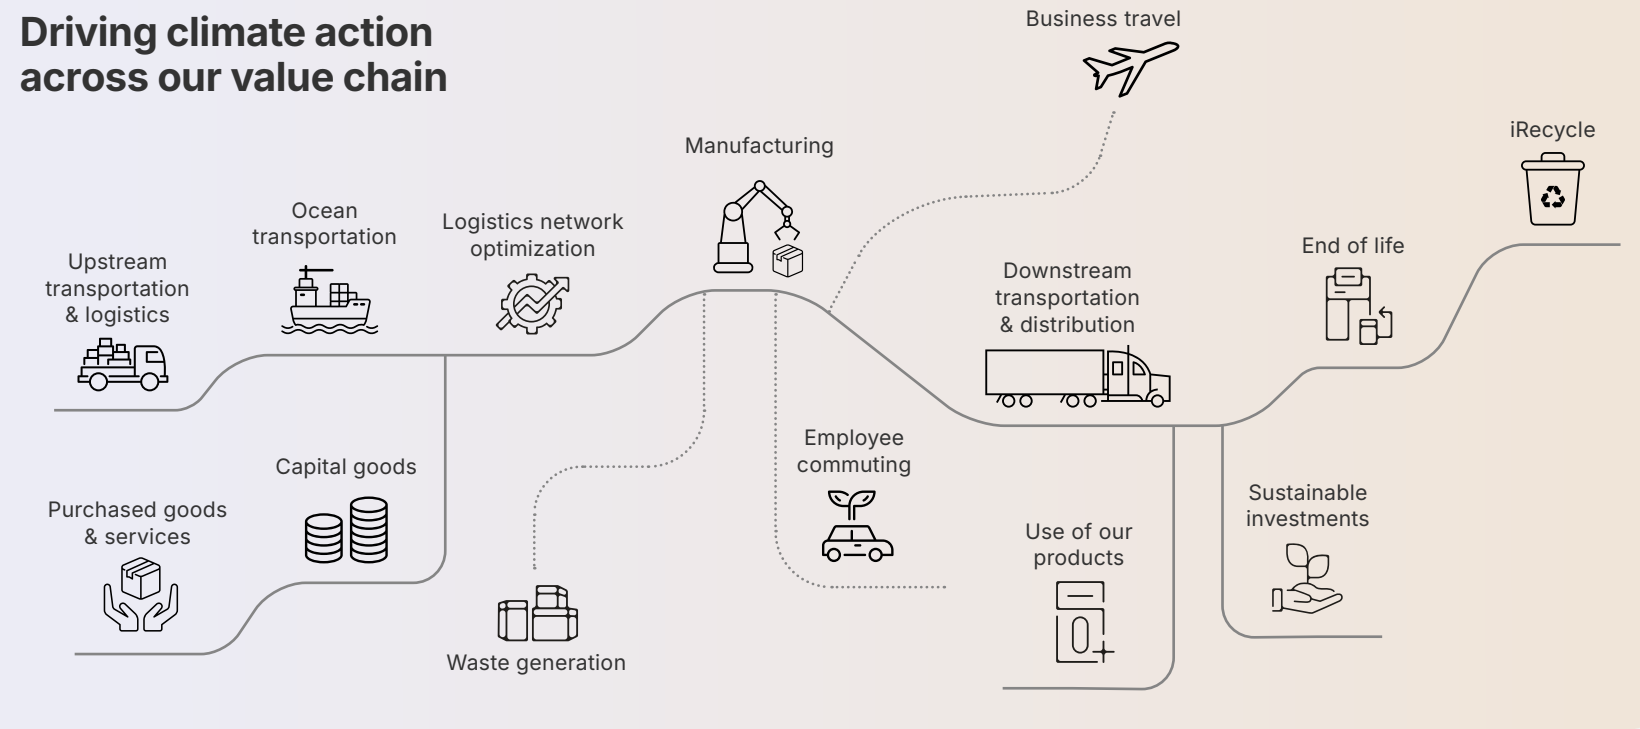 Driving climate action
across our value chain
Business travel
iRecycle
Manufacturing
Ocean
transportation
Logistics network
optimization
Upstream
transportation
& logistics
End of life
Downstream
transportation
& distribution
Employee
commuting
Capital goods
Purchased goods
& services
Sustainable
investments
Use of our
products
Waste generation